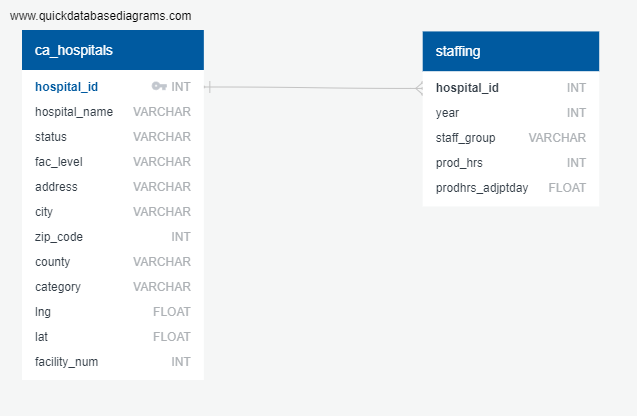 www.quickdatabasediagrams.com
ca_hospitals
hospital_id INT
hospital_name VARCHAR
status VARCHAR
fac_level VARCHAR
address VARCHAR
city VARCHAR
zip_code INT
county VARCHAR
category VARCHAR
lng FLOAT
lat FLOAT
facility_num INT
staffing
hospital_id INT
year INT
staff_group VARCHAR
prod_hrs INT
prodhrs_adjptday FLOAT